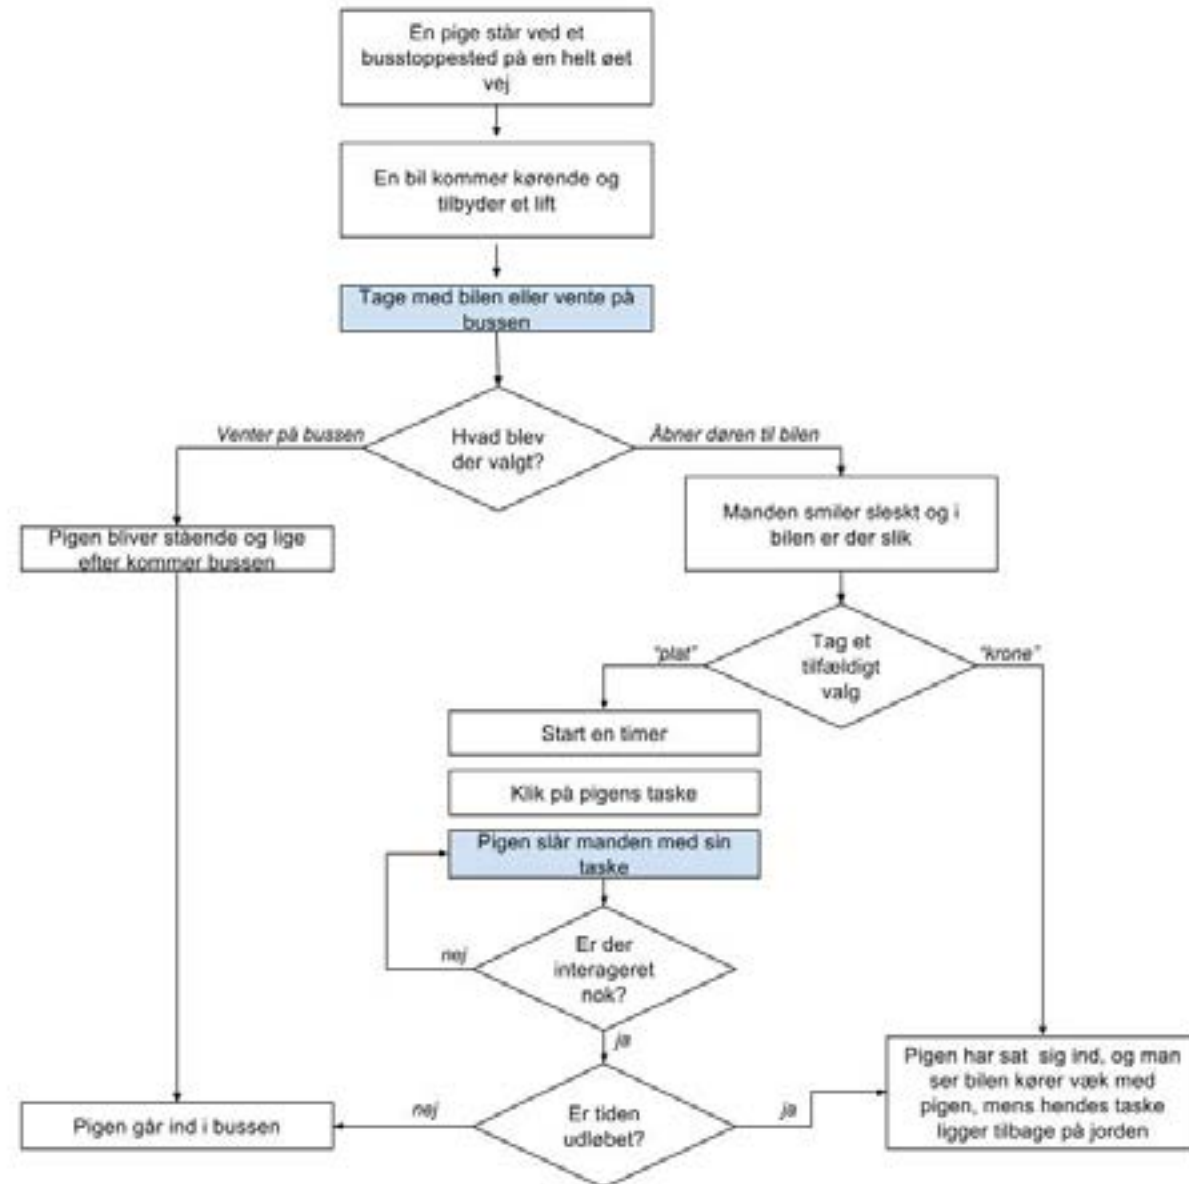 En pige står ved et
busstoppested på en helt øet
vej
En bil kommer kørende og
tilbyder et lift
Tage med bilen eller vente på
bussen
Venter på bussen
Hvad blev
der valgt?
Åbner døren til bilen
Pigen bliver stående og lige
efter kommer bussen
Manden smiler sleskt og i
bilen er der slik
"plat"
Tag et
tilfældigt
valg
"krone"
Start en timer
Klik på pigens taske
Pigen slår manden med sin
taske
nej
Er der
interageret
nok?
ja
Pigen har sat sig ind, og man
ser bilen kører væk med
pigen, mens hendes taske
ligger tilbage på jorden
Pigen går ind i bussen
nej
Er tiden
udløbet?
ja